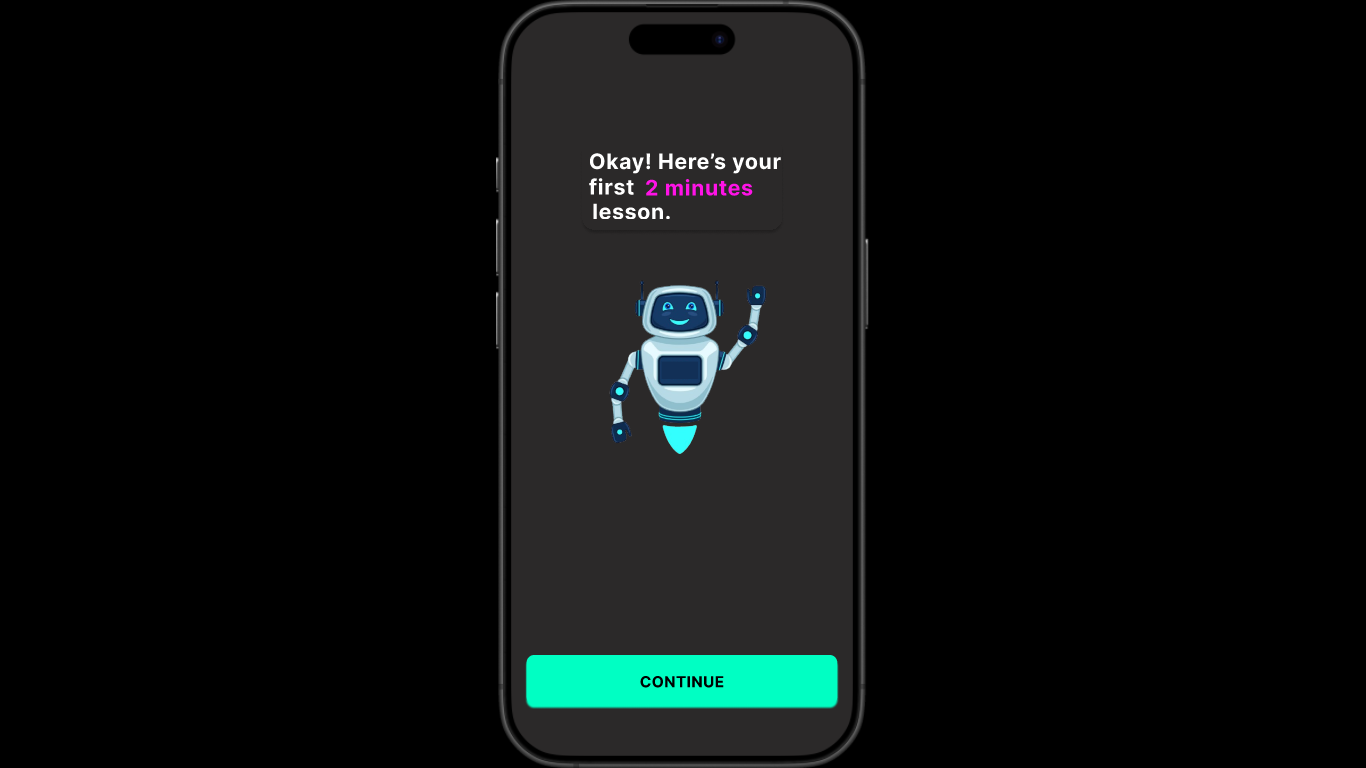 Okay! Here’s your
first 2 minutes
lesson.
CONTINUE